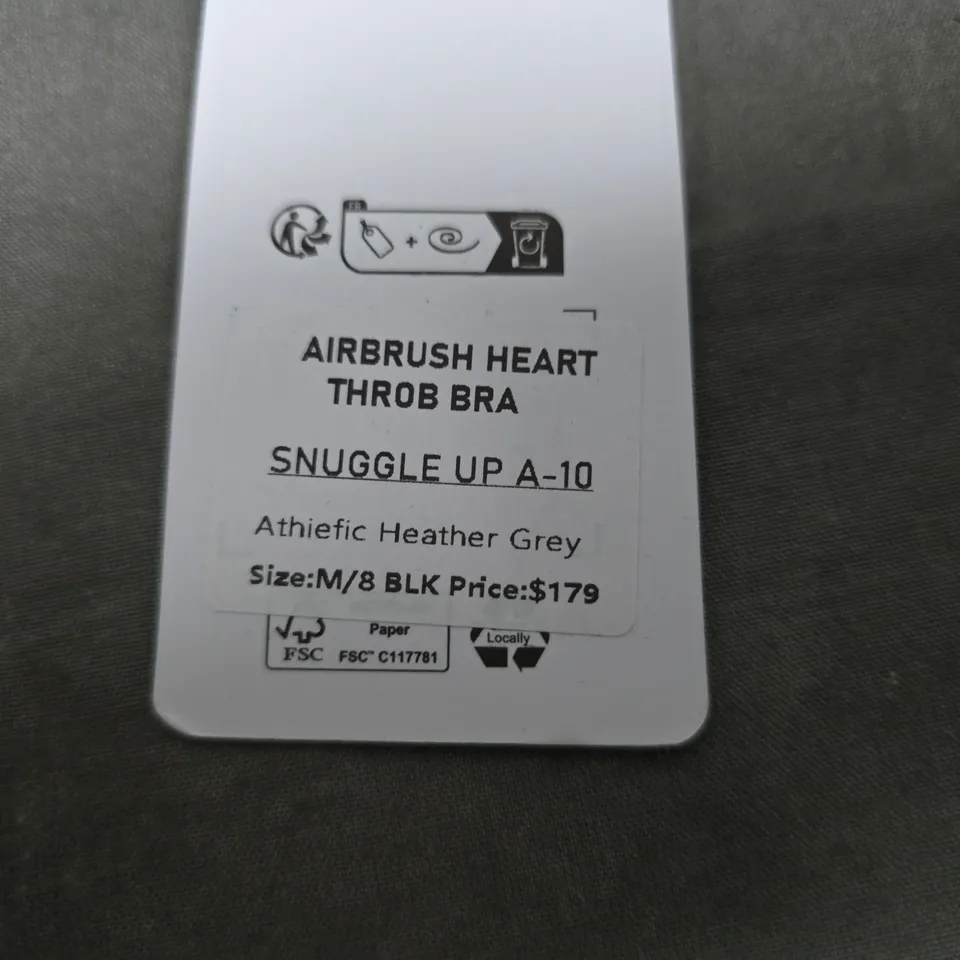 FR
+
AIRBRUSH HEART
THROB BRA
SNUGGLE UP A-10
Athiefic Heather Grey
Size:M/8 BLK Price:$179
Paper
FSC FSC™ C117781
Locally